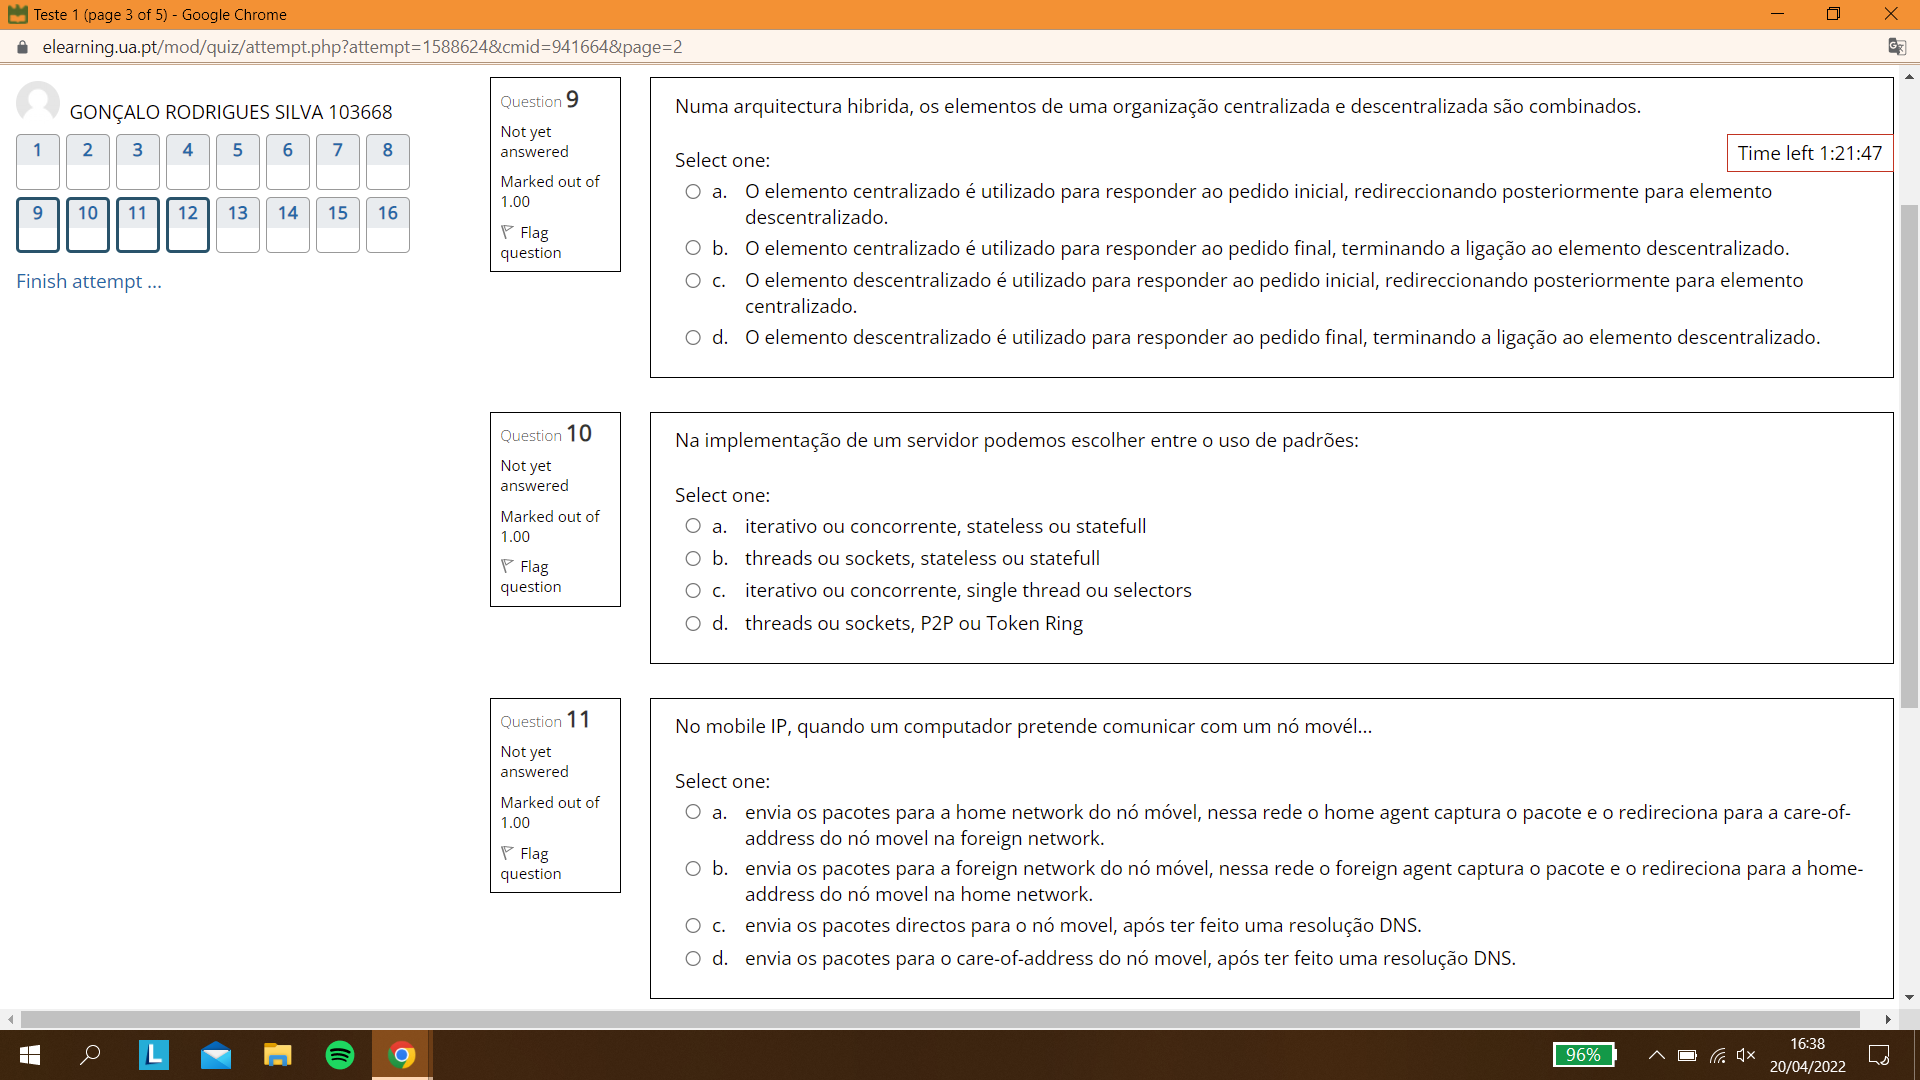 Teste 1 (page 3 of 5) - Google Chrome
elearning.ua.pt/mod/quiz/attempt.php?attempt=1588624&cmid=941664&page=2
GONÇALO RODRIGUES SILVA 103668
1 2 3 4 5 6 7 8
9 10 11 12 13 14 15 16
Finish attempt ...
Question 9
Not yet
answered
Marked out of
1.00
Flag
question
Numa arquitectura hibrida, os elementos de uma organização centralizada e descentralizada são combinados.
Time left 1:21:47
Select one:
a. O elemento centralizado é utilizado para responder ao pedido inicial, redireccionando posteriormente para elemento
descentralizado.
b. O elemento centralizado é utilizado para responder ao pedido final, terminando a ligação ao elemento descentralizado.
c. O elemento descentralizado é utilizado para responder ao pedido inicial, redireccionando posteriormente para elemento
centralizado.
d. O elemento descentralizado é utilizado para responder ao pedido final, terminando a ligação ao elemento descentralizado.
Question 10
Not yet
answered
Marked out of
1.00
Flag
question
Na implementação de um servidor podemos escolher entre o uso de padrões:
Select one:
a. iterativo ou concorrente, stateless ou statefull
b. threads ou sockets, stateless ou statefull
c. iterativo ou concorrente, single thread ou selectors
d. threads ou sockets, P2P ou Token Ring
Question 11
Not yet
answered
Marked out of
1.00
Flag
question
No mobile IP, quando um computador pretende comunicar com um nó movél...
Select one:
a. envia os pacotes para a home network do nó móvel, nessa rede o home agent captura o pacote e o redireciona para a care-of-
address do nó movel na foreign network.
b. envia os pacotes para a foreign network do nó móvel, nessa rede o foreign agent captura o pacote e o redireciona para a home-
address do nó movel na home network.
c. envia os pacotes directos para o nó movel, após ter feito uma resolução DNS.
d. envia os pacotes para o care-of-address do nó movel, após ter feito uma resolução DNS.
L
96%
16:38
20/04/2022